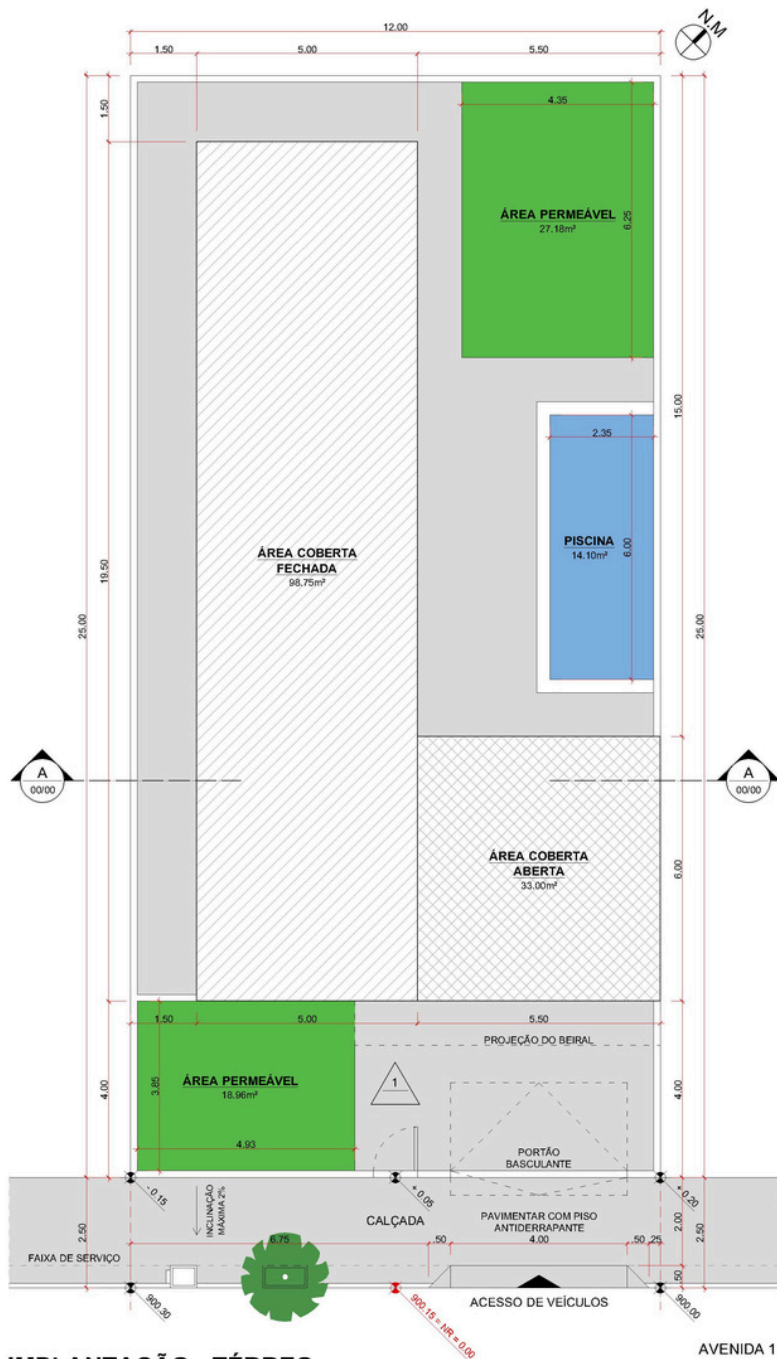 N.M
12.00
1.50
5.00
5.50
1.50
4.35
ÁREA PERMEÁVEL
27.18m²
6.25
15.00
2.35
PISCINA
14.10m²
6.00
ÁREA COBERTA
FECHADA
98.75m²
19.50
25.00
25.00
A
00/00
A
00/00
ÁREA COBERTA
ABERTA
33.00m²
6.00
1.50
5.00
5.50
PROJEÇÃO DO BEIRAL
4.00
3.85
ÁREA PERMEÁVEL
18.96m²
1
4.00
4.93
PORTÃO
BASCULANTE
- 0.15
+ 0.05
+ 0.20
INCLINAÇÃO
MÁXIMA 2%
CALÇADA
PAVIMENTAR COM PISO
ANTIDERRAPANTE
2.50
2.00
2.50
FAIXA DE SERVIÇO
6.75
.50
4.00
.50
.25
.50
900.30
900.15 = NR = 0.00
900.00
ACESSO DE VEÍCULOS
AVENIDA 1